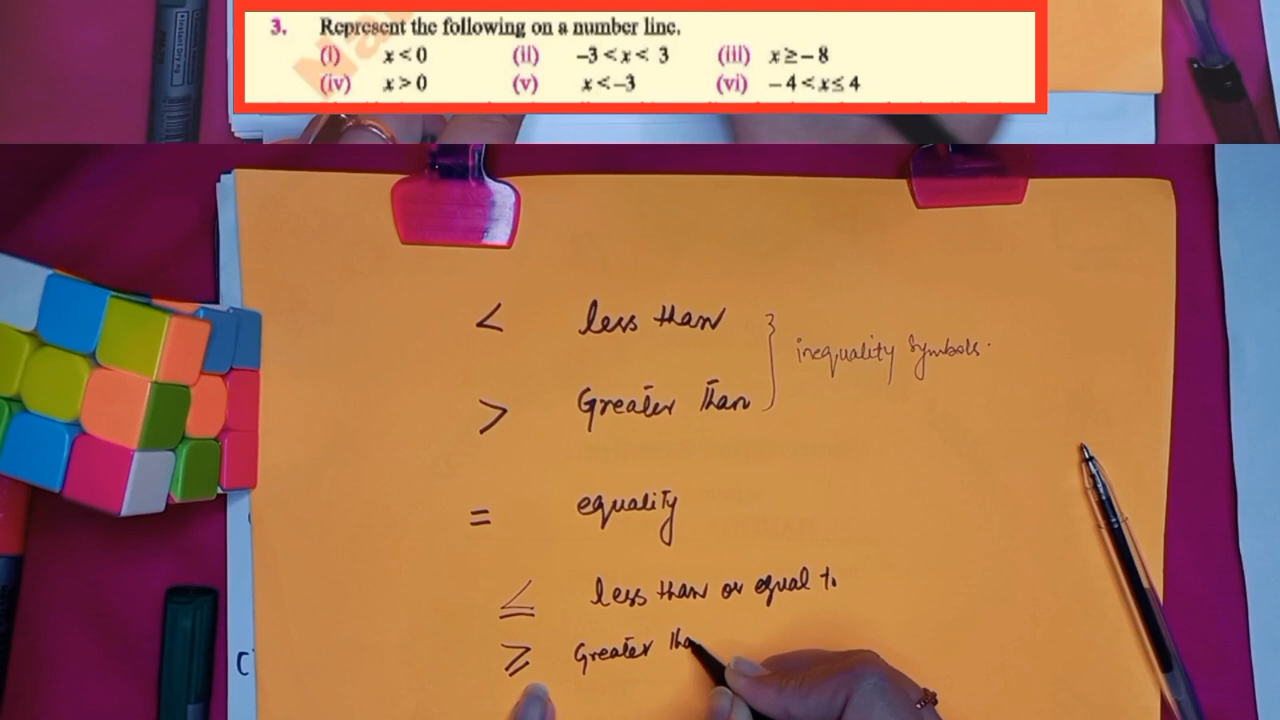 3. Represent the following on a number line.
(i) x < 0 (ii) -3 < x < 3 (iii) x ≥ -8
(iv) x > 0 (v) x < -3 (vi) -4 < x ≤ 4
< less than
inequality symbols.
> Greater than
= equality
≤ less than or equal to
≥ Greater tha